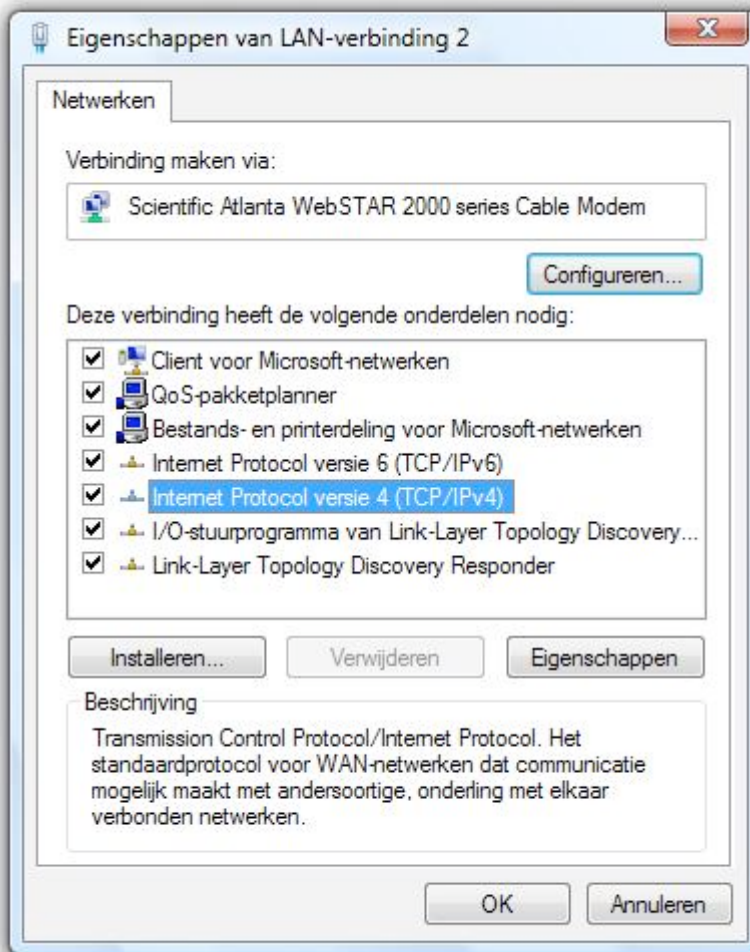 Eigenschappen van LAN-verbinding 2
Netwerken
Verbinding maken via:
Scientific Atlanta WebSTAR 2000 series Cable Modem
Configureren...
Deze verbinding heeft de volgende onderdelen nodig:
Client voor Microsoft-netwerken
QoS-pakketplanner
Bestands- en printerdeling voor Microsoft-netwerken
Internet Protocol versie 6 (TCP/IPv6)
Internet Protocol versie 4 (TCP/IPv4)
I/O-stuurprogramma van Link-Layer Topology Discovery...
Link-Layer Topology Discovery Responder
Installeren...
Verwijderen
Eigenschappen
Beschrijving
Transmission Control Protocol/Internet Protocol. Het
standaardprotocol voor WAN-netwerken dat communicatie
mogelijk maakt met andersoortige, onderling met elkaar
verbonden netwerken.
OK
Annuleren